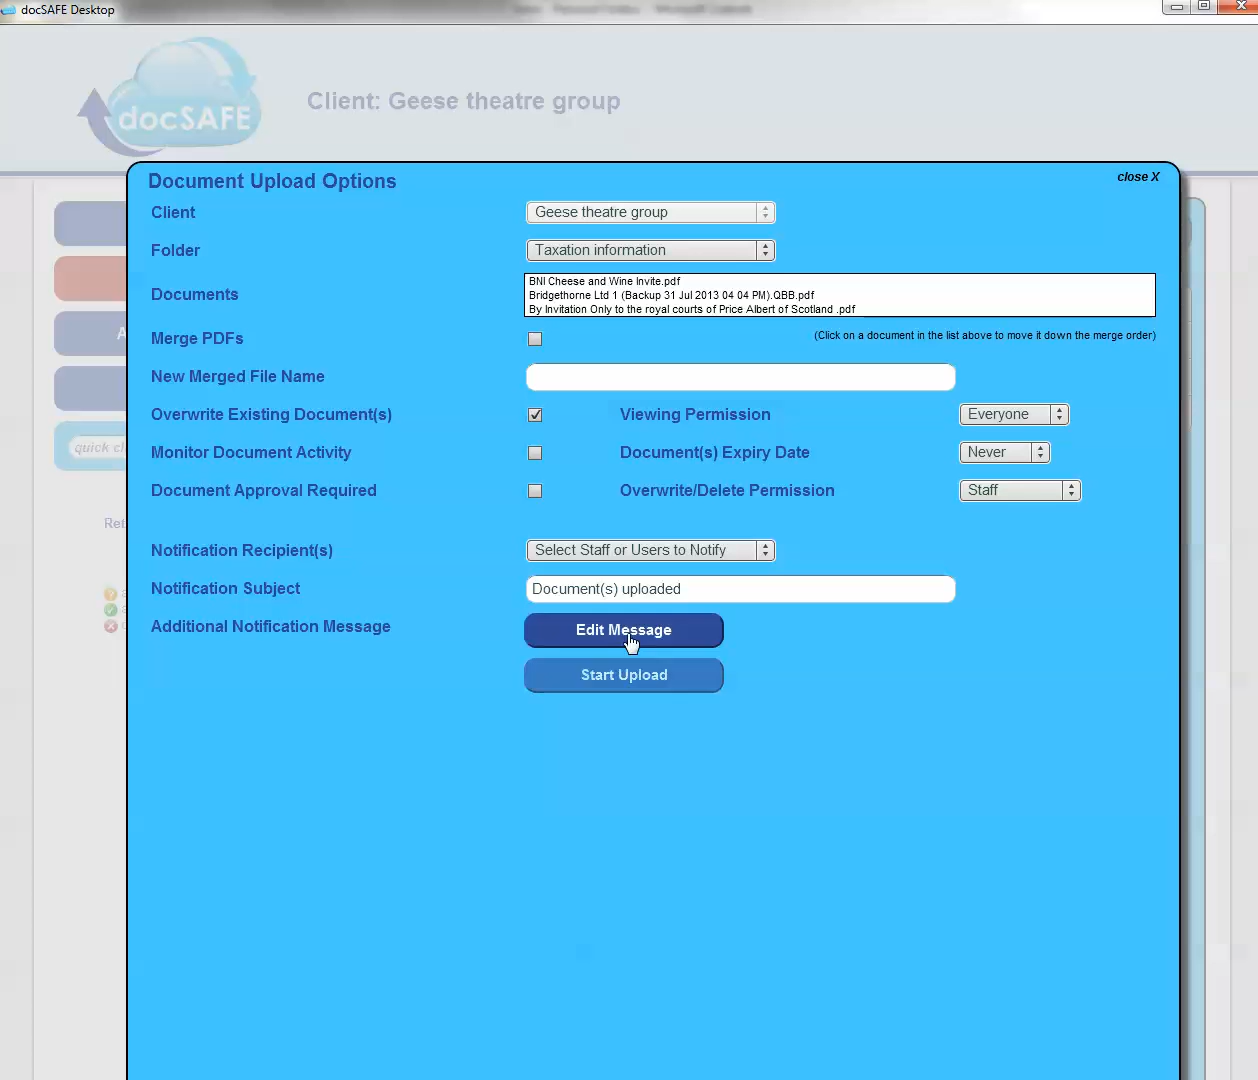 docSAFE Desktop
docSAFE
Client: Geese theatre group
Document Upload Options
close X
Client
Geese theatre group
Folder
Taxation information
Documents
BNI Cheese and Wine Invite.pdf
Bridgethorne Ltd 1 (Backup 31 Jul 2013 04 04 PM).QBB.pdf
By Invitation Only to the royal courts of Price Albert of Scotland .pdf
Merge PDFs
(Click on a document in the list above to move it down the merge order)
New Merged File Name
Overwrite Existing Document(s)
Viewing Permission
Everyone
Monitor Document Activity
Document(s) Expiry Date
Never
Document Approval Required
Overwrite/Delete Permission
Staff
A
quick cl
Ret
Notification Recipient(s)
Select Staff or Users to Notify
Notification Subject
Document(s) uploaded
Additional Notification Message
Edit Message
Start Upload